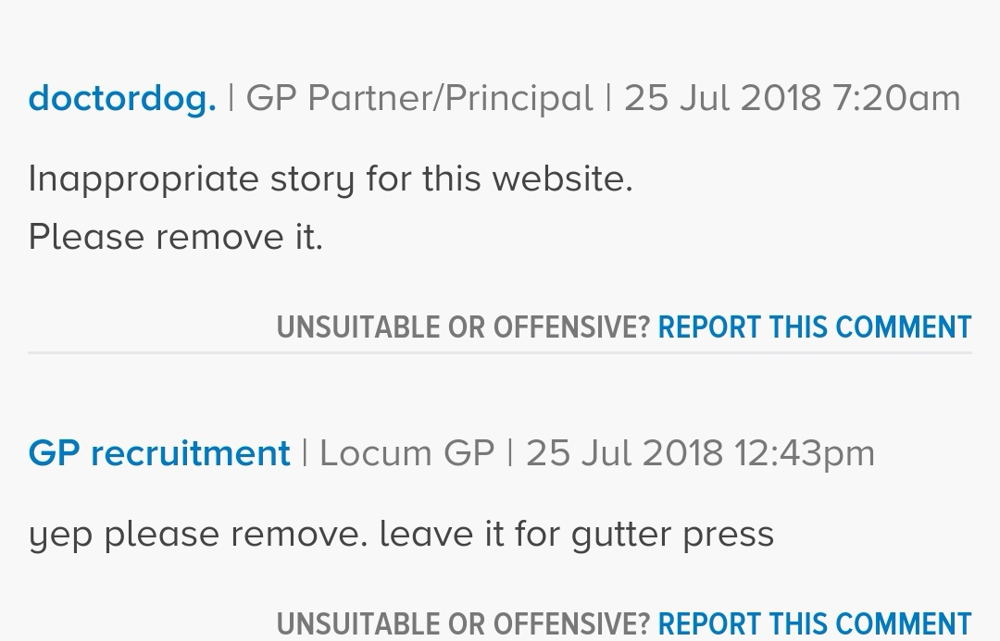 doctordog. | GP Partner/Principal | 25 Jul 2018 7:20am
Inappropriate story for this website.
Please remove it.
UNSUITABLE OR OFFENSIVE? REPORT THIS COMMENT
GP recruitment | Locum GP | 25 Jul 2018 12:43pm
yep please remove. leave it for gutter press
UNSUITABLE OR OFFENSIVE? REPORT THIS COMMENT